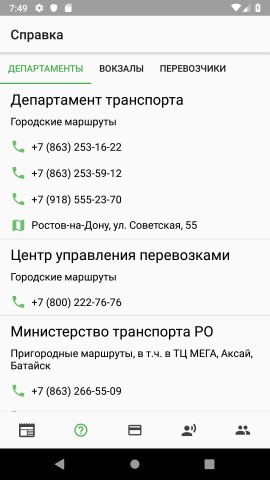 7:49
Справка
ДЕПАРТАМЕНТЫ ВОКЗАЛЫ ПЕРЕВОЗЧИКИ
Департамент транспорта
Городские маршруты
+7 (863) 253-16-22
+7 (863) 253-59-12
+7 (918) 555-23-70
Ростов-на-Дону, ул. Советская, 55
Центр управления перевозками
Городские маршруты
+7 (800) 222-76-76
Министерство транспорта РО
Пригородные маршруты, в т.ч. в ТЦ МЕГА, Аксай,
Батайск
+7 (863) 266-55-09